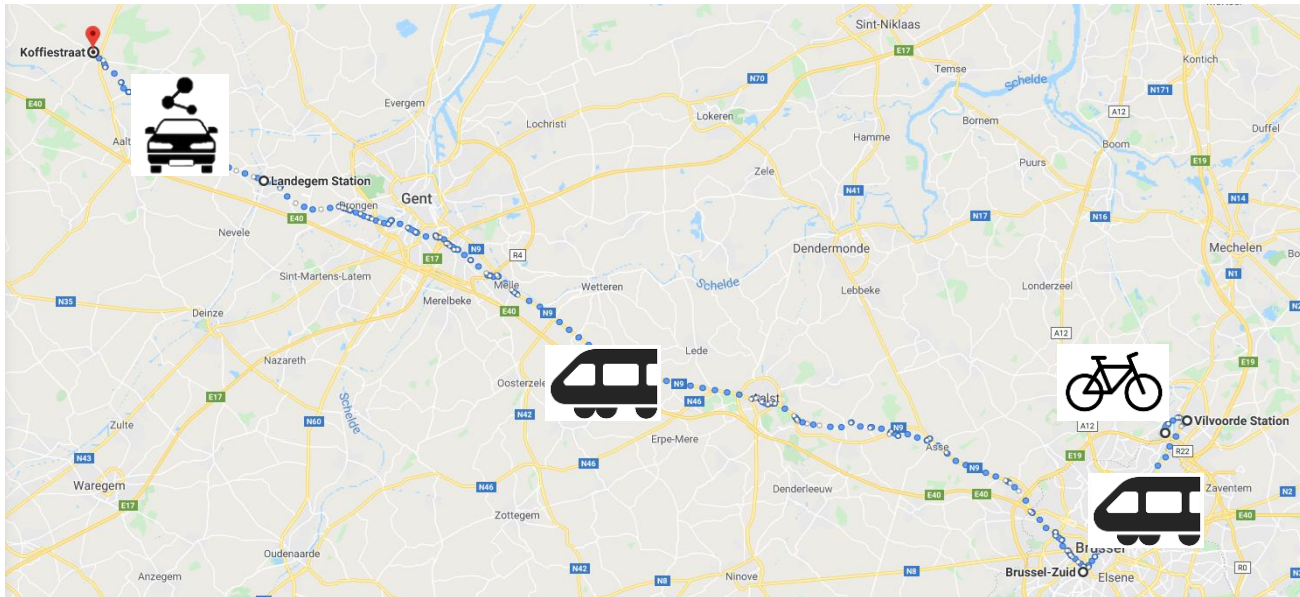 Sint-Niklaas
E17
Koffiestraat
Kontich
Temse
N70
Schelde
N171
E40
Evergem
Lokeren
A12
Bornem
Lochristi
Duffel
Hamme
Boom
Aalt
E19
Puurs
Zele
Landegem Station
N41
N14
Gent
Drongen
N17
N16
E40
Nevele
Dendermonde
Mechelen
N9
R4
E17
N1
Sint-Martens-Latem
Schelde
Melle
Wetteren
Lebbeke
Londerzeel
N35
Merelbeke
E40
N9
Deinze
A12
Lede
Nazareth
E19
Oosterzele
N9
E17
Schelde
N46
N42
N60
Vilvoorde Station
Zulte
A12
N9
Erpe-Mere
Asse
R22
N43
E19
N46
N9
Waregem
N46
Denderleeuw
Zaventem
N2
E40
E40
E17
E40
Zottegem
Brussel
Oudenaarde
N42
R0
Brussel-Zuid
N8
Anzegem
N8
Ninove
Elsene